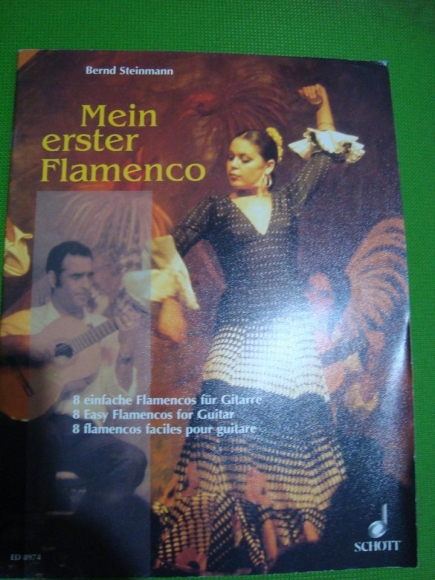 Bernd Steinmann
Mein
erster
Flamenco
8 einfache Flamencos für Gitarre
8 Easy Flamencos for Guitar
8 flamencos faciles pour guitare
ED 8974
SCHOTT